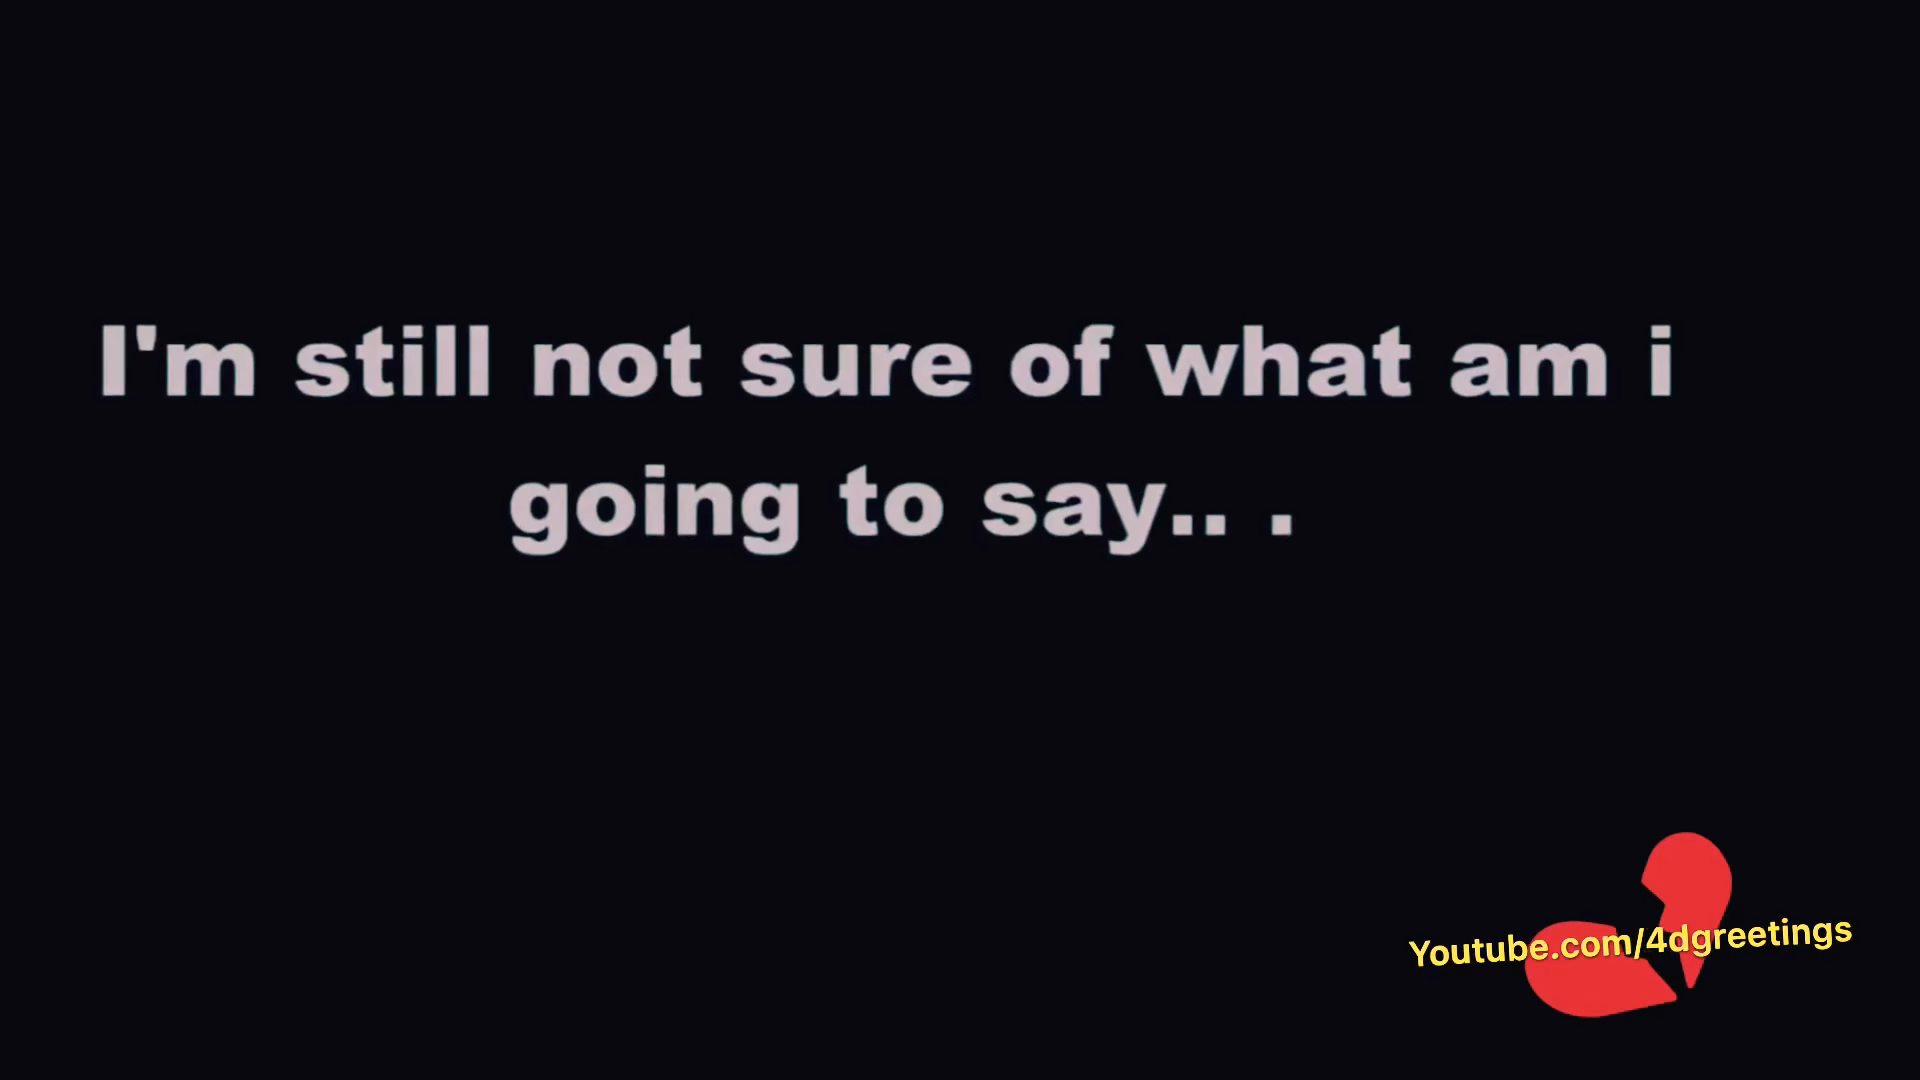 I'm still not sure of what am i
going to say.. .
Youtube.com/4dgreetings